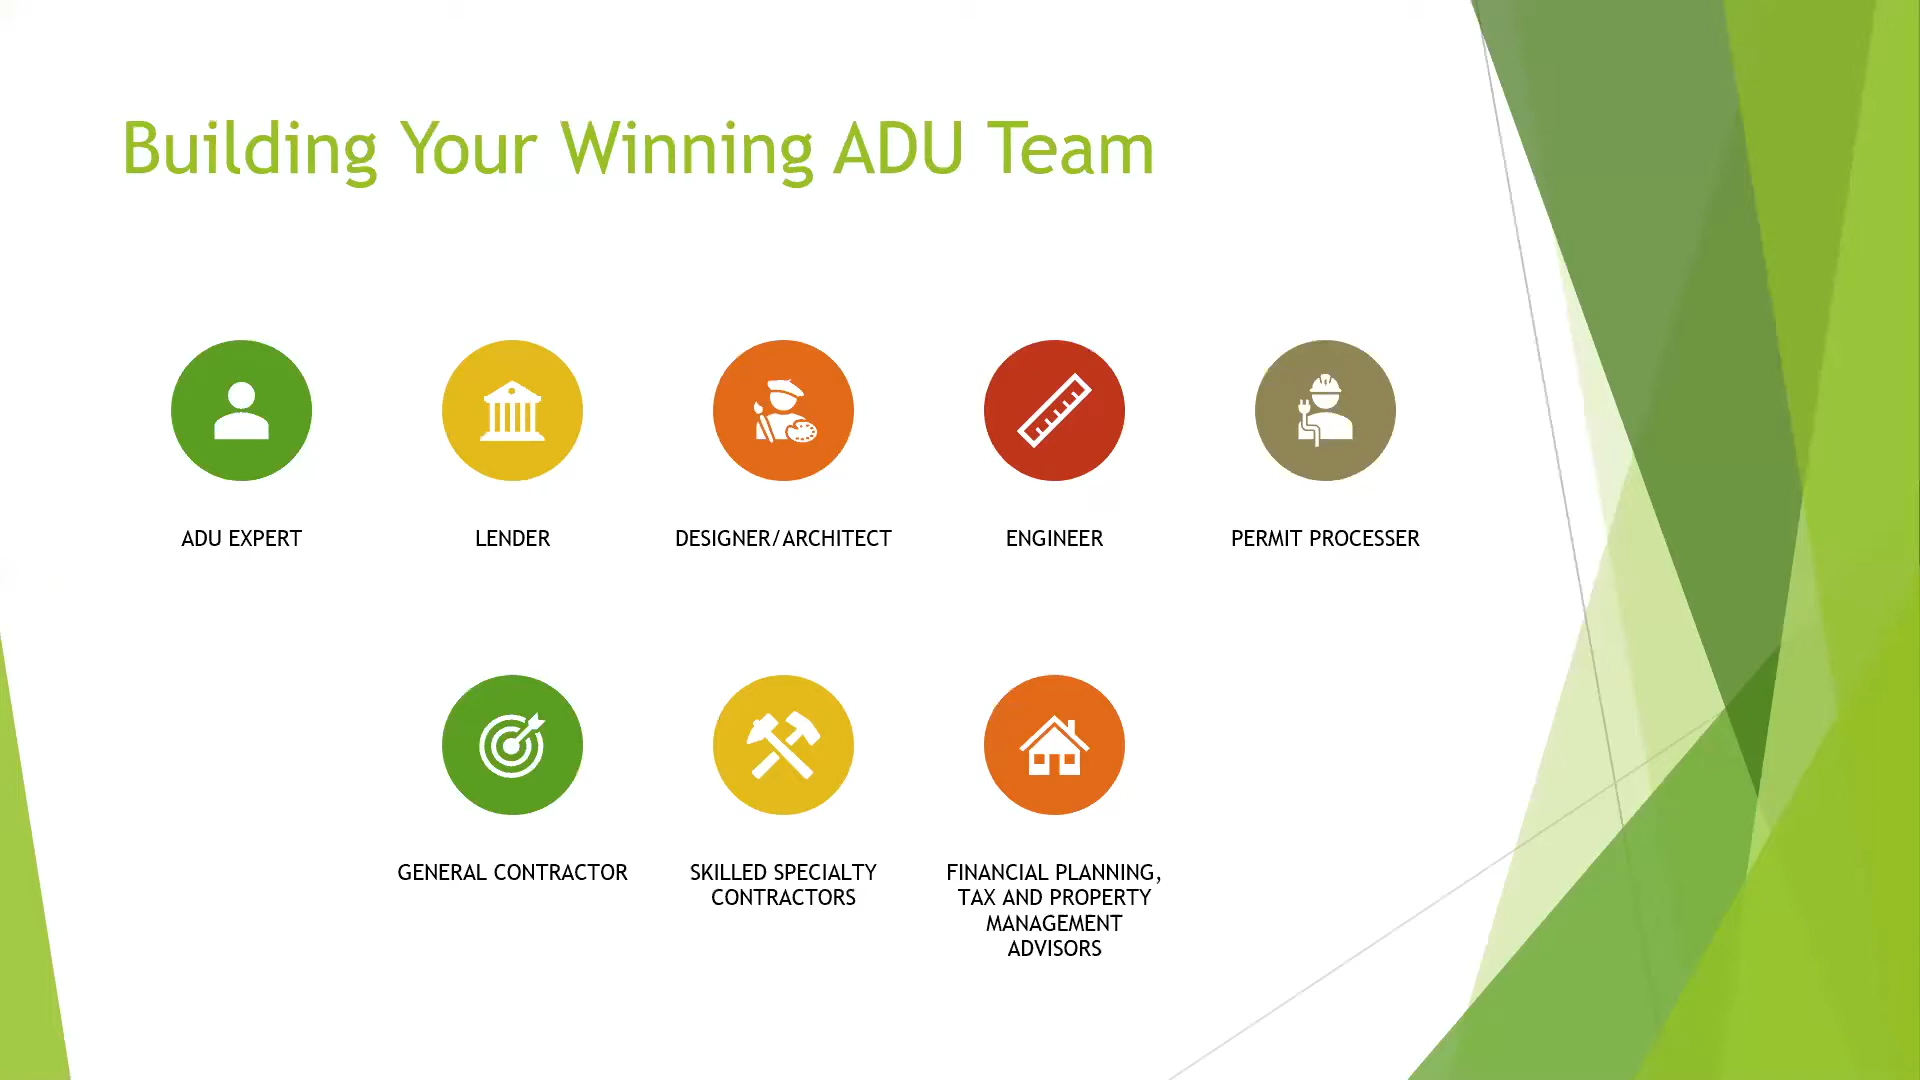 Building Your Winning ADU Team
ADU EXPERT
LENDER
DESIGNER/ARCHITECT
ENGINEER
PERMIT PROCESSER
GENERAL CONTRACTOR
SKILLED SPECIALTY
CONTRACTORS
FINANCIAL PLANNING,
TAX AND PROPERTY
MANAGEMENT
ADVISORS